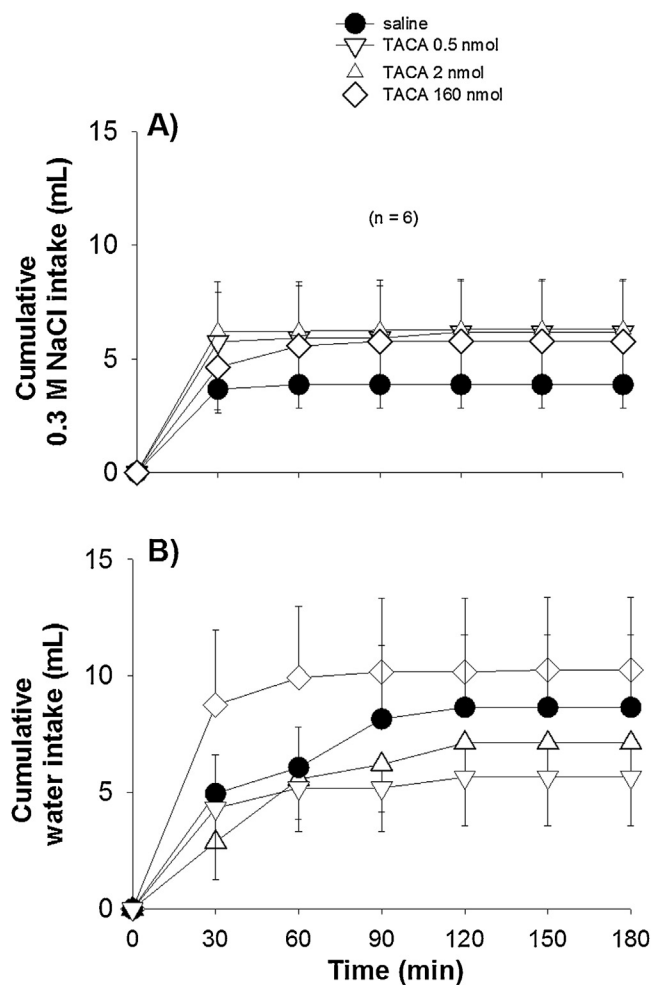 saline
TACA 0.5 nmol
TACA 2 nmol
TACA 160 nmol
A)
15
10
5
0
Cumulative
0.3 M NaCl intake (mL)
(n = 6)
B)
15
10
5
0
Cumulative
water intake (mL)
0 30 60 90 120 150 180
Time (min)